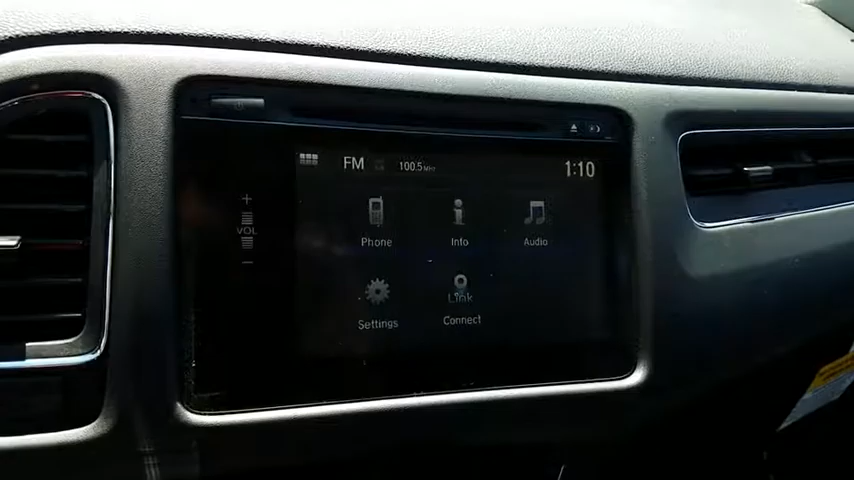 FM 100.5 MHz 1:10
+
VOL
−
Phone Info Audio
Link
Settings Connect